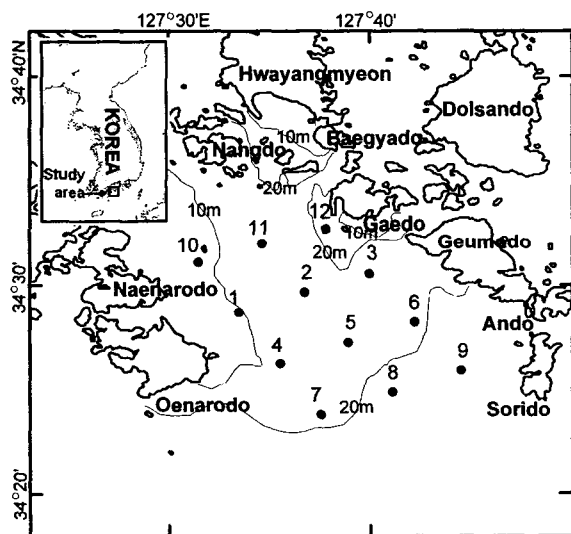 127°30'E
127°40'
34°40'N
34°30'
34°20'
KOREA
Study
area
Hwayangmyeon
Dolsando
10m
Baegyado
Nahgdo
20m
10m
12
Gaedo
10m
11
20m
Geumodo
10
3
Naenarodo
2
1
6
Ando
5
4
9
8
Oenarodo
7
20m
Sorido